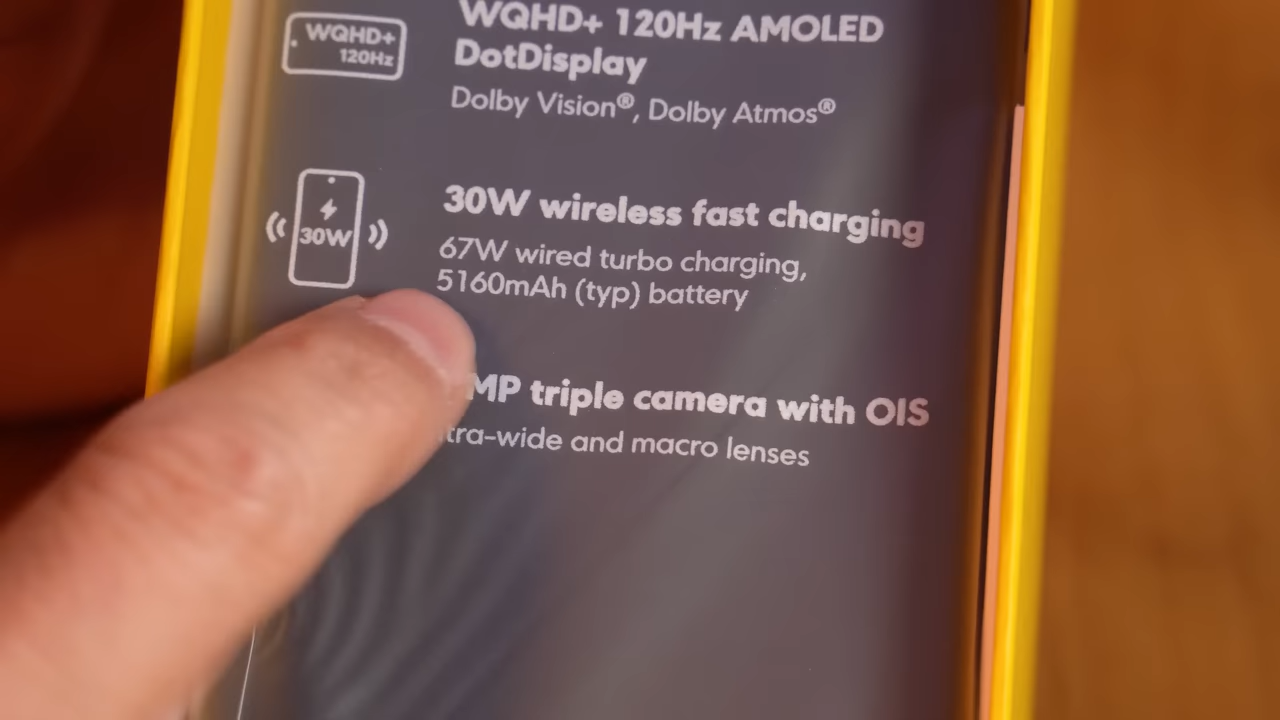 WQHD+
120Hz
WQHD+ 120Hz AMOLED
DotDisplay
Dolby Vision®, Dolby Atmos®
30W
30W wireless fast charging
67W wired turbo charging,
5160mAh (typ) battery
MP triple camera with OIS
tra-wide and macro lenses